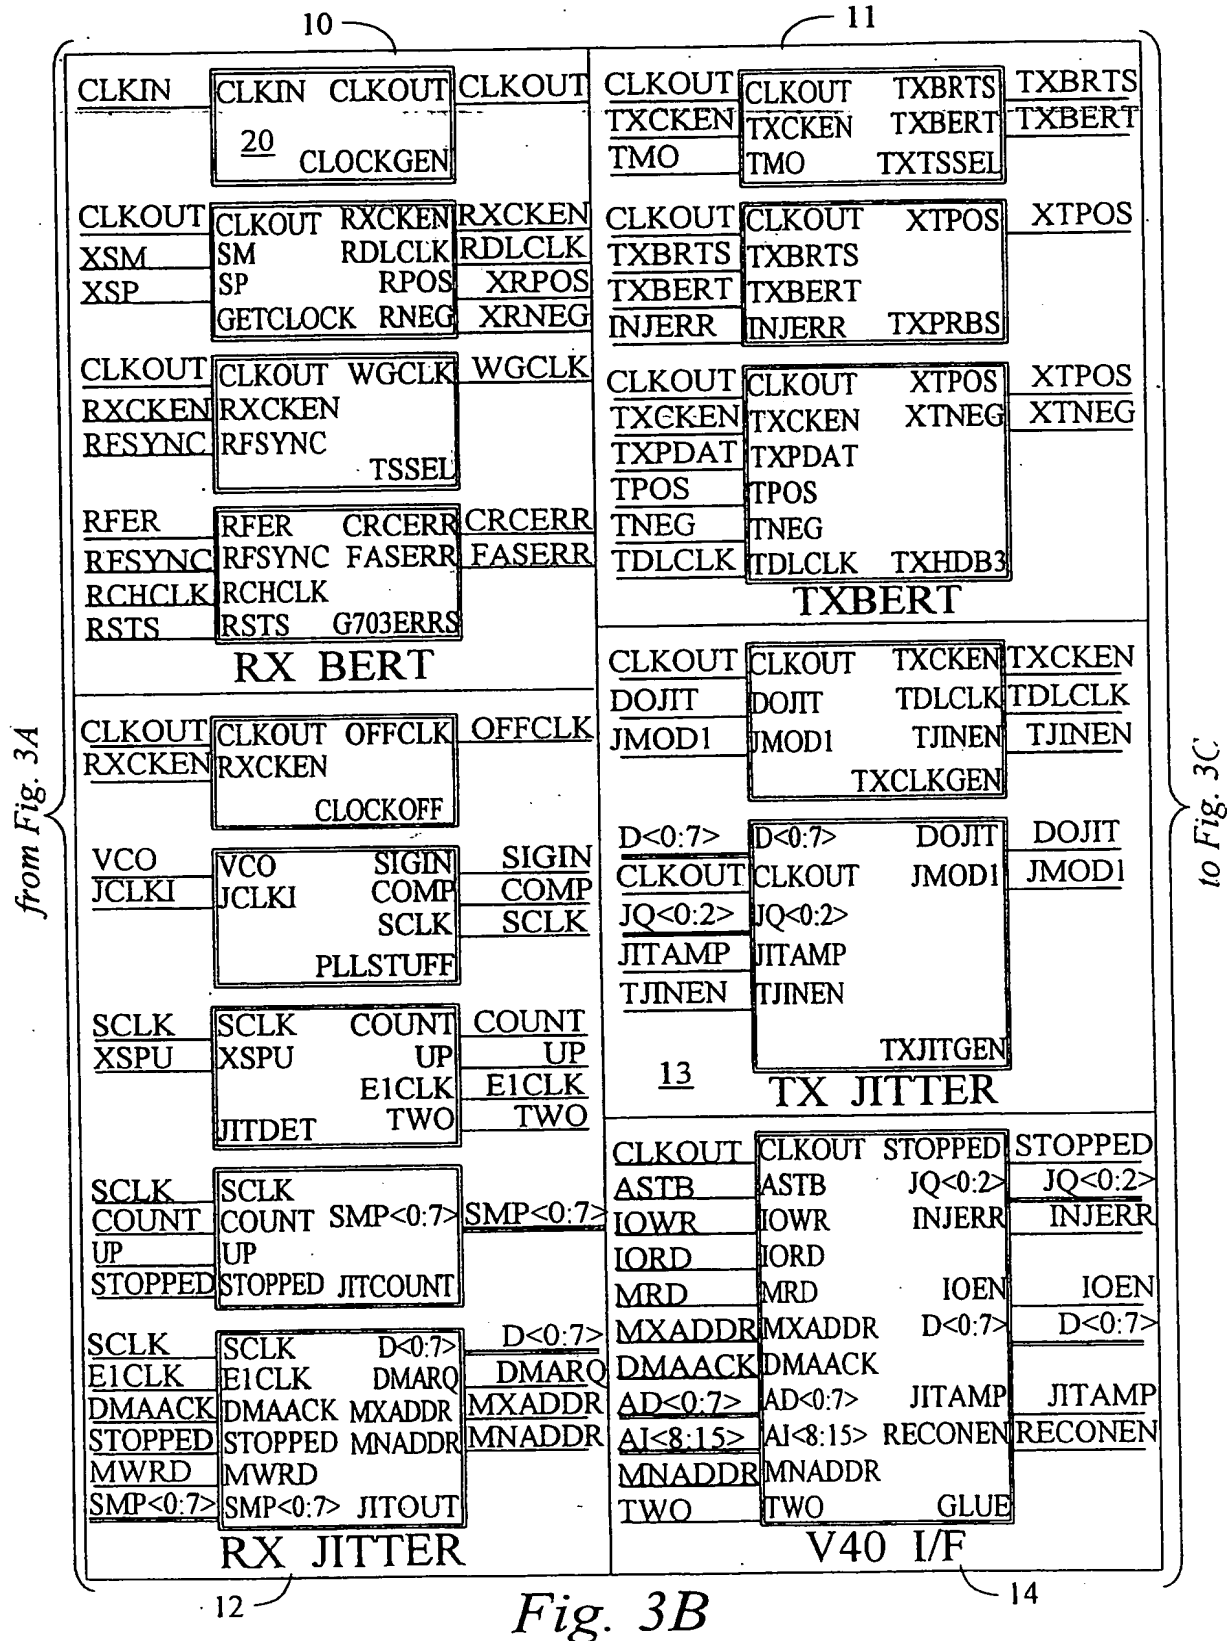 10
11
CLKIN CLKIN CLKOUT CLKOUT
20
CLOCKGEN
CLKOUT CLKOUT RXCKEN RXCKEN
XSM SM RDLCLK RDLCLK
XSP SP RPOS XRPOS
GETCLOCK RNEG XRNEG
CLKOUT CLKOUT WGCLK WGCLK
RXCKEN RXCKEN
RFSYNC RFSYNC
TSSEL
RFER RFER CRCERR CRCERR
RFSYNC RFSYNC FASERR FASERR
RCHCLK RCHCLK
RSTS RSTS G703ERRS
RX BERT
CLKOUT CLKOUT OFFCLK OFFCLK
RXCKEN RXCKEN
CLOCKOFF
VCO VCO SIGIN SIGIN
JCLKI JCLKI COMP COMP
SCLK SCLK
PLLSTUFF
SCLK SCLK COUNT COUNT
XSPU XSPU UP UP
E1CLK E1CLK
JITDET TWO TWO
SCLK SCLK
COUNT COUNT SMP<0:7> SMP<0:7>
UP UP
STOPPED STOPPED JITCOUNT
SCLK SCLK D<0:7> D<0:7>
E1CLK E1CLK DMARQ DMARQ
DMAACK DMAACK MXADDR MXADDR
STOPPED STOPPED MNADDR MNADDR
MWRD MWRD
SMP<0:7> SMP<0:7> JITOUT
RX JITTER
12
CLKOUT CLKOUT TXBRTS TXBRTS
TXCKEN TXCKEN TXBERT TXBERT
TMO TMO TXTSSEL
CLKOUT CLKOUT XTPOS XTPOS
TXBRTS TXBRTS
TXBERT TXBERT
INJERR INJERR TXPRBS
CLKOUT CLKOUT XTPOS XTPOS
TXCKEN TXCKEN XTNEG XTNEG
TXPDAT TXPDAT
TPOS TPOS
TNEG TNEG
TDLCLK TDLCLK TXHDB3
TXBERT
CLKOUT CLKOUT TXCKEN TXCKEN
DOJIT DOJIT TDLCLK TDLCLK
JMOD1 JMOD1 TJINEN TJINEN
TXCLKGEN
D<0:7> D<0:7> DOJIT DOJIT
CLKOUT CLKOUT JMOD1 JMOD1
JQ<0:2> JQ<0:2>
JITAMP JITAMP
TJINEN TJINEN
TXJITGEN
13
TX JITTER
CLKOUT CLKOUT STOPPED STOPPED
ASTB ASTB JQ<0:2> JQ<0:2>
IOWR IOWR INJERR INJERR
IORD IORD
MRD MRD IOEN IOEN
MXADDR MXADDR D<0:7> D<0:7>
DMAACK DMAACK
AD<0:7> AD<0:7> JITAMP JITAMP
AI<8:15> AI<8:15> RECONEN RECONEN
MNADDR MNADDR
TWO TWO GLUE
V40 I/F
14
from Fig. 3A
to Fig. 3C
Fig. 3B